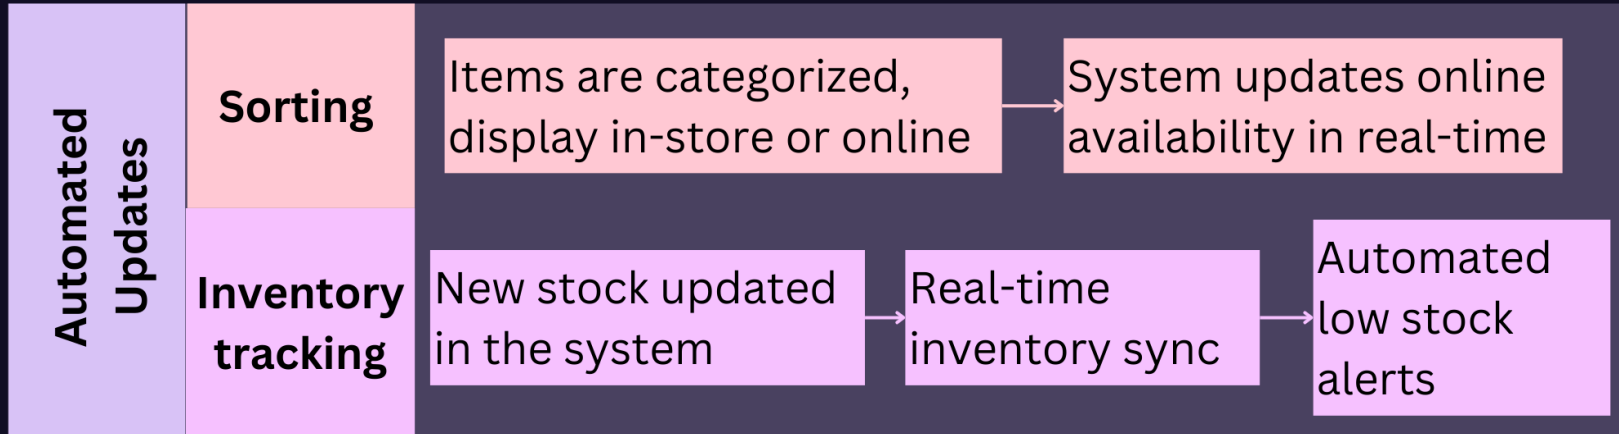 Automated
Updates
Sorting
Items are categorized,
display in-store or online
System updates online
availability in real-time
Inventory
tracking
New stock updated
in the system
Real-time
inventory sync
Automated
low stock
alerts